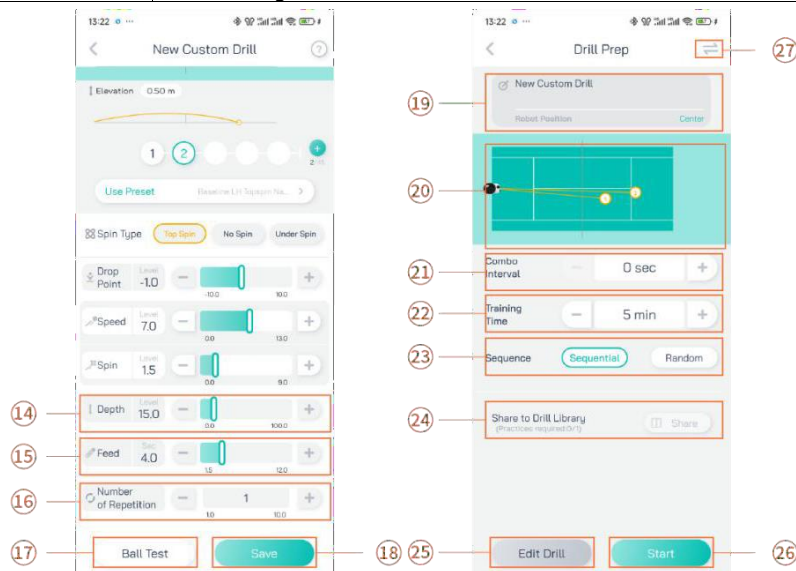 13:22
New Custom Drill
?
Elevation 0.50 m
1 2
+
Use Preset
Spin Type Top Spin No Spin Under Spin
Drop Point Level -1.0 − +
-10.0 10.0
Speed Level 7.0 − +
0.0 13.0
Spin Level 1.5 − +
0.0 9.0
14 Depth Level 15.0 − +
0.0 100.0
15 Feed Sec 4.0 − +
1.5 12.0
16 Number of Repetition − 1 +
1.0 10.0
17 Ball Test Save 18
13:22
Drill Prep 27
19 New Custom Drill
Robot Position Center
20
21 Combo Interval − 0 sec +
22 Training Time − 5 min +
23 Sequence Sequential Random
24 Share to Drill Library Share
(Practices required:0/1)
25 Edit Drill Start 26